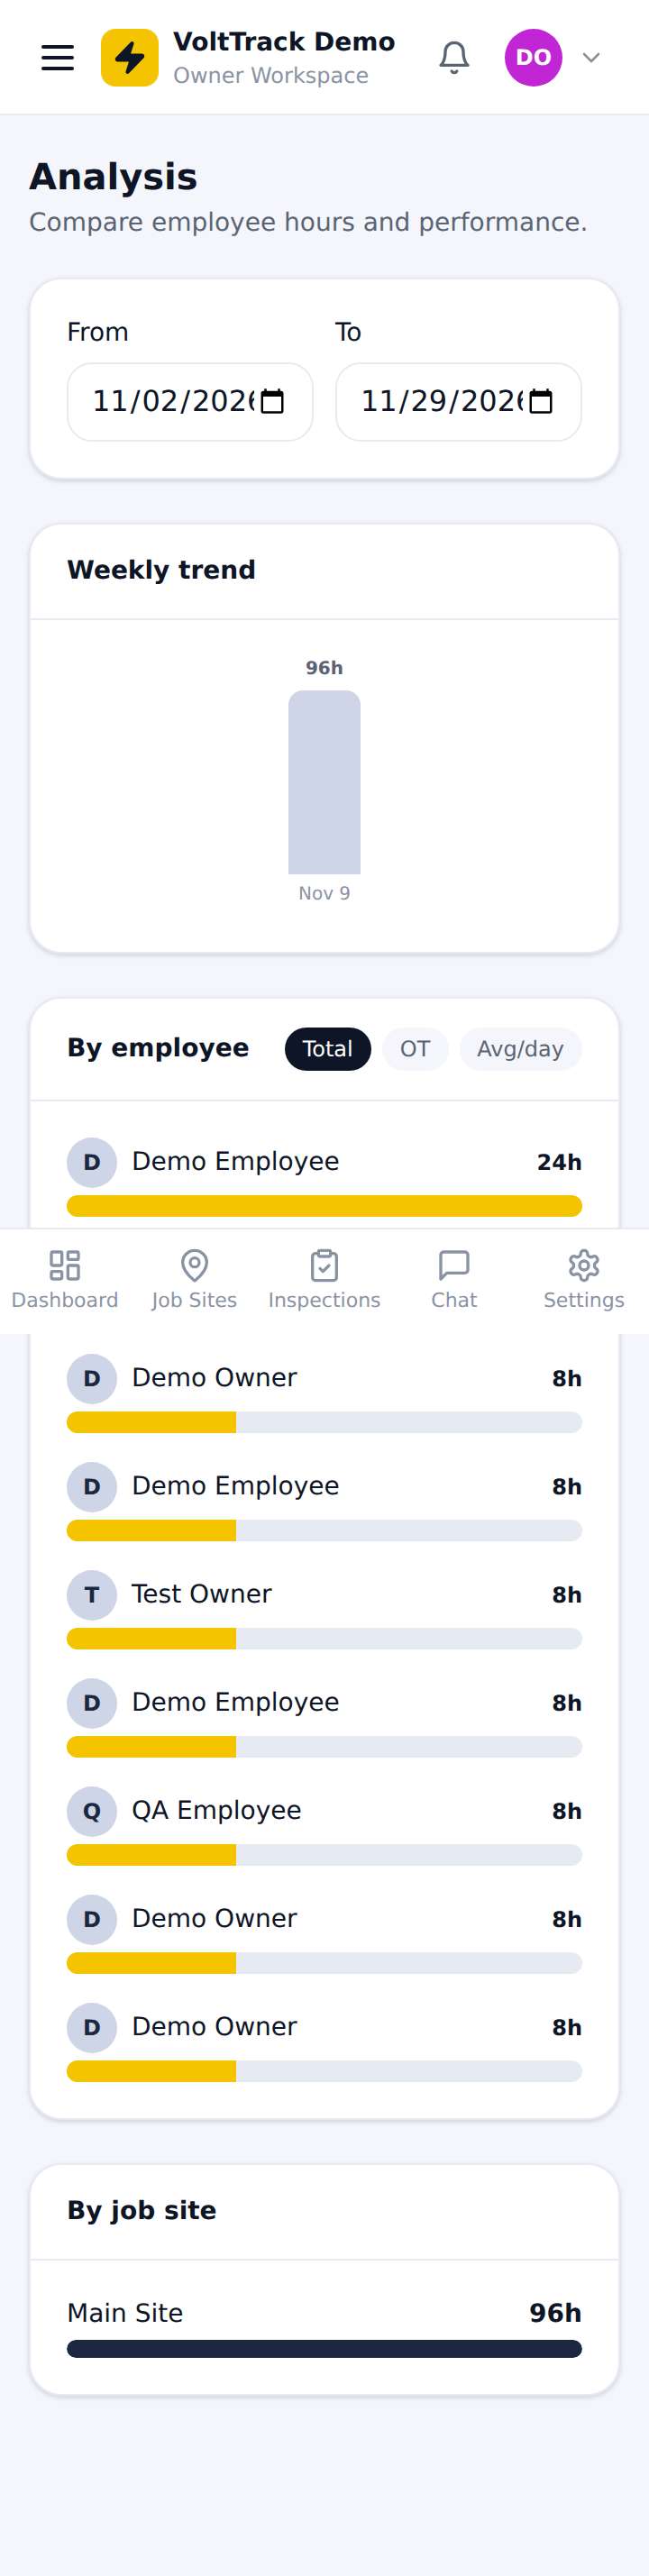 VoltTrack Demo
Owner Workspace
DO
Analysis
Compare employee hours and performance.
From
To
11/02/2026
11/29/2026
Weekly trend
96h
Nov 9
By employee
Total
OT
Avg/day
D
Demo Employee
24h
Dashboard
Job Sites
Inspections
Chat
Settings
D
Demo Owner
8h
D
Demo Employee
8h
T
Test Owner
8h
D
Demo Employee
8h
Q
QA Employee
8h
D
Demo Owner
8h
D
Demo Owner
8h
By job site
Main Site
96h